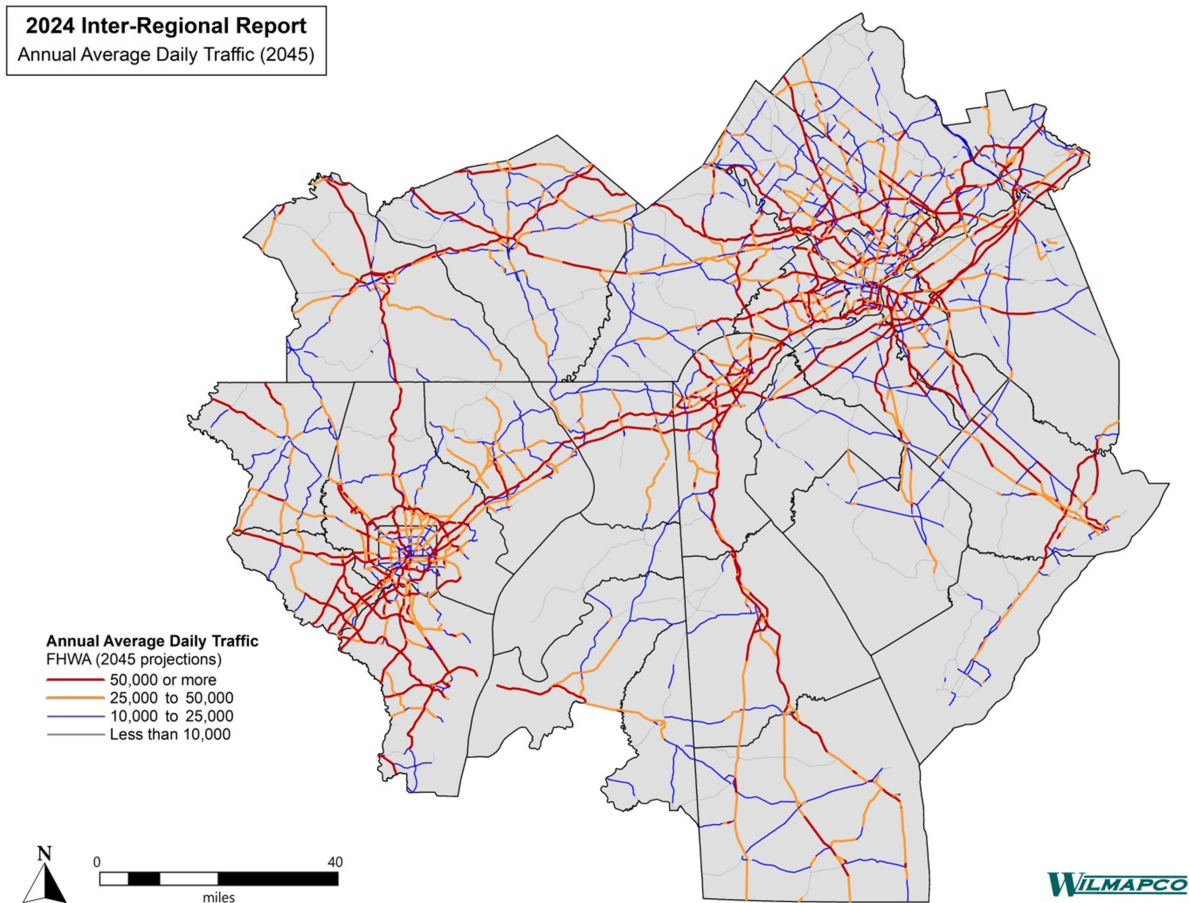 2024 Inter-Regional Report
Annual Average Daily Traffic (2045)
Annual Average Daily Traffic
FHWA (2045 projections)
50,000 or more
25,000 to 50,000
10,000 to 25,000
Less than 10,000
N
0 40
miles
WILMAPCO